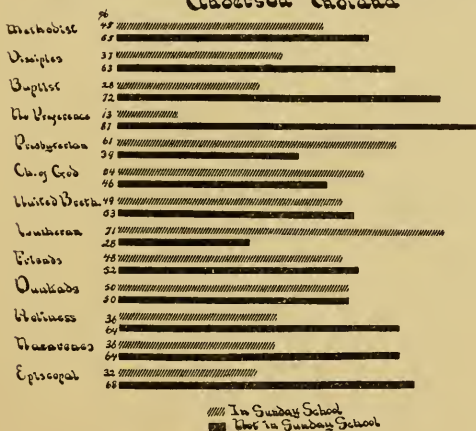 Anderson Indiana
%
Methodist 45
65
Disciples 37
63
Baptist 28
72
No Preference 13
87
Presbyterian 61
39
Ch. of God 54
46
United Breth. 49
53
Lutheran 71
28
Friends 48
52
Dunkads 50
50
Holiness 36
64
Nazarenes 36
64
Episcopal 32
68
In Sunday School
Not in Sunday School